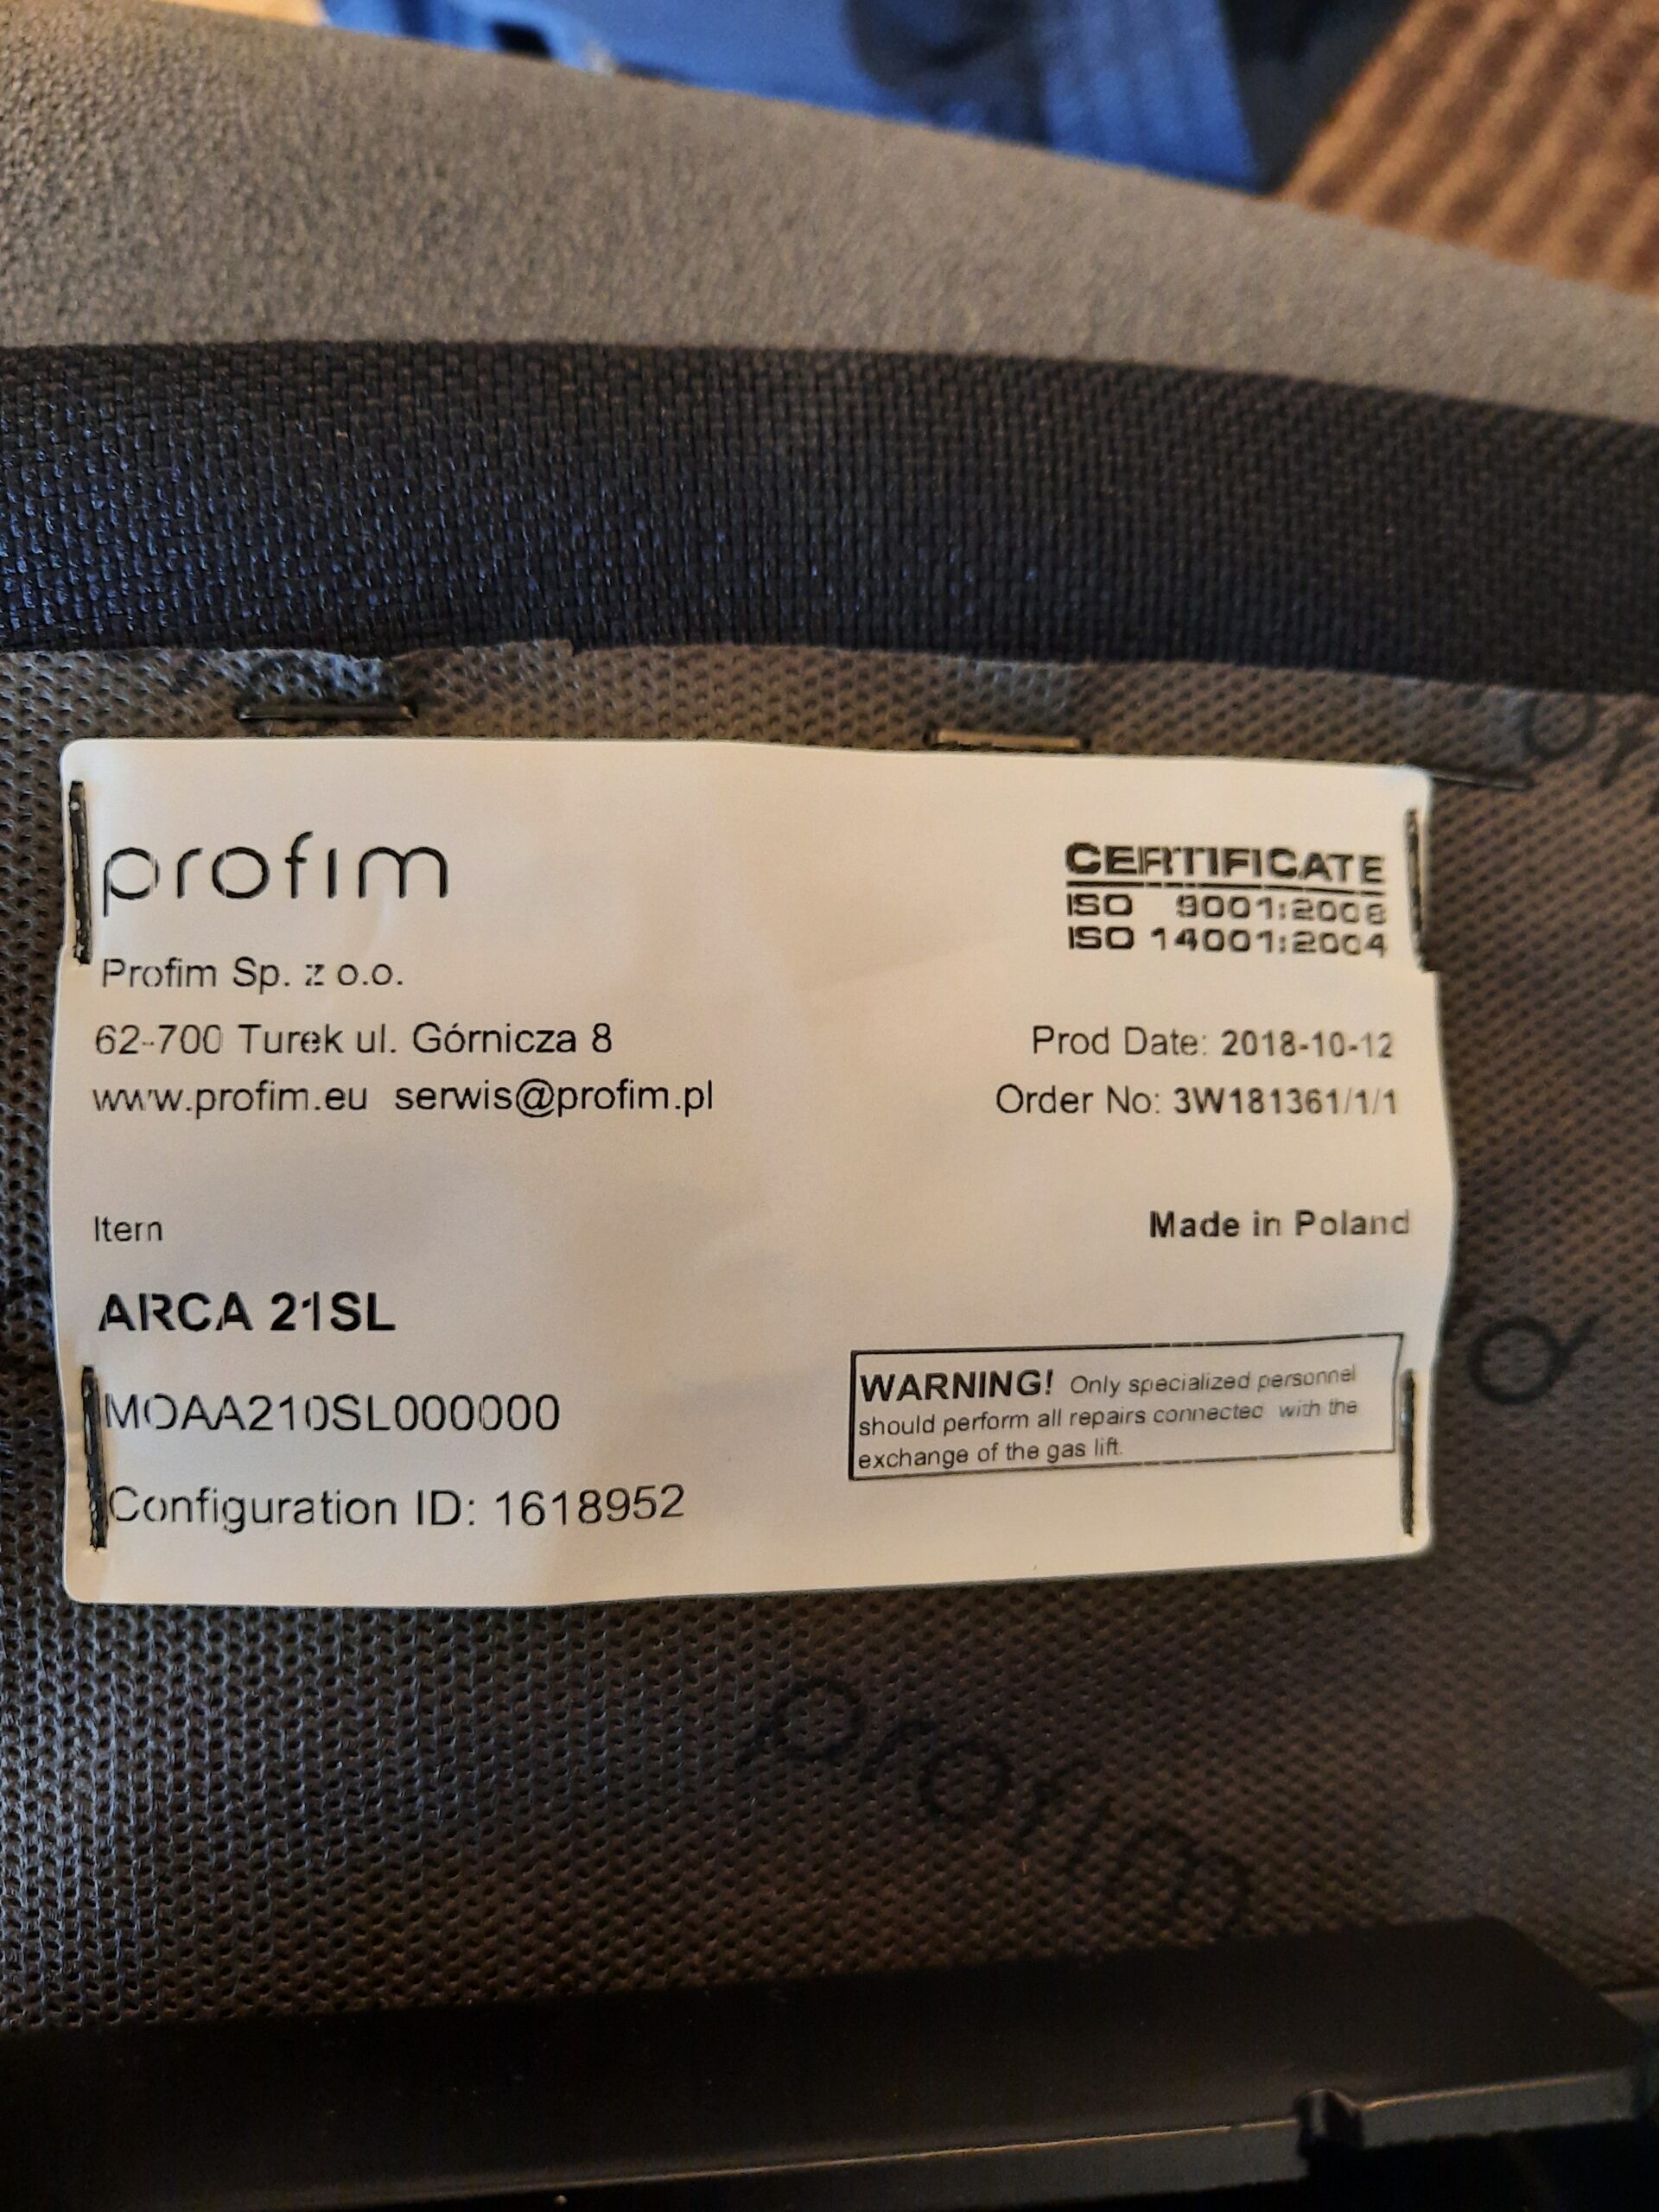 profim
CERTIFICATE
ISO 9001:2008
ISO 14001:2004
Profim Sp. z o.o.
62-700 Turek ul. Górnicza 8
www.profim.eu serwis@profim.pl
Prod Date: 2018-10-12
Order No: 3W181361/1/1
Item
Made in Poland
ARCA 21SL
MOAA210SL000000
Configuration ID: 1618952
WARNING! Only specialized personnel
should perform all repairs connected with the
exchange of the gas lift.
profim